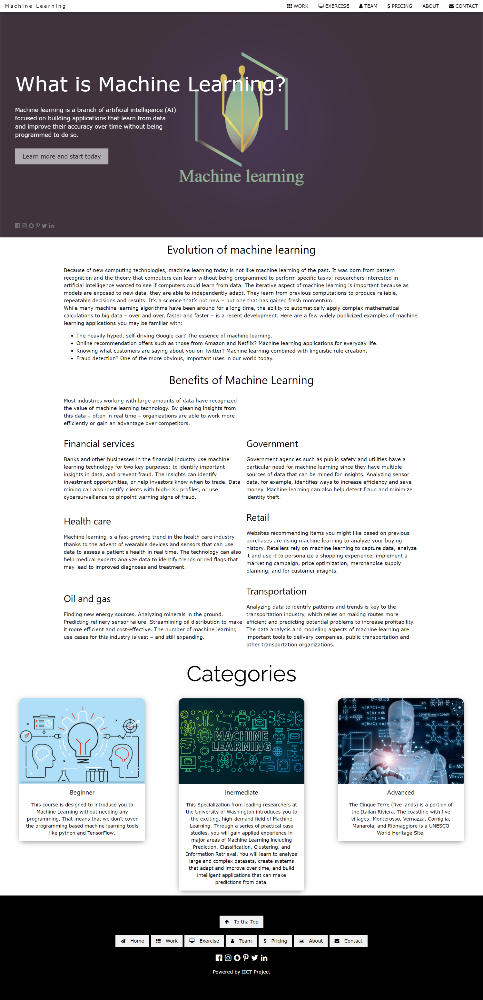 Machine Learning
WORK EXERCISE TEAM PRICING ABOUT CONTACT
What is Machine Learning?
Machine learning is a branch of artificial intelligence (AI)
focused on building applications that learn from data
and improve their accuracy over time without being
programmed to do so.
Learn more and start today
Machine learning
Evolution of machine learning
Because of new computing technologies, machine learning today is not like machine learning of the past. It was born from pattern
recognition and the theory that computers can learn without being programmed to perform specific tasks; researchers interested in
artificial intelligence wanted to see if computers could learn from data. The iterative aspect of machine learning is important because as
models are exposed to new data, they are able to independently adapt. They learn from previous computations to produce reliable,
repeatable decisions and results. It’s a science that’s not new – but one that has gained fresh momentum.
While many machine learning algorithms have been around for a long time, the ability to automatically apply complex mathematical
calculations to big data – over and over, faster and faster – is a recent development. Here are a few widely publicized examples of machine
learning applications you may be familiar with:
• The heavily hyped, self-driving Google car? The essence of machine learning.
• Online recommendation offers such as those from Amazon and Netflix? Machine learning applications for everyday life.
• Knowing what customers are saying about you on Twitter? Machine learning combined with linguistic rule creation.
• Fraud detection? One of the more obvious, important uses in our world today.
Benefits of Machine Learning
Most industries working with large amounts of data have recognized
the value of machine learning technology. By gleaning insights from
this data – often in real time – organizations are able to work more
efficiently or gain an advantage over competitors.
Financial services
Banks and other businesses in the financial industry use machine
learning technology for two key purposes: to identify important
insights in data, and prevent fraud. The insights can identify
investment opportunities, or help investors know when to trade. Data
mining can also identify clients with high-risk profiles, or use
cybersurveillance to pinpoint warning signs of fraud.
Government
Government agencies such as public safety and utilities have a
particular need for machine learning since they have multiple
sources of data that can be mined for insights. Analyzing sensor
data, for example, identifies ways to increase efficiency and save
money. Machine learning can also help detect fraud and minimize
identity theft.
Health care
Machine learning is a fast-growing trend in the health care industry,
thanks to the advent of wearable devices and sensors that can use
data to assess a patient's health in real time. The technology can also
help medical experts analyze data to identify trends or red flags that
may lead to improved diagnoses and treatment.
Retail
Websites recommending items you might like based on previous
purchases are using machine learning to analyze your buying
history. Retailers rely on machine learning to capture data, analyze
it and use it to personalize a shopping experience, implement a
marketing campaign, price optimization, merchandise supply
planning, and for customer insights.
Oil and gas
Finding new energy sources. Analyzing minerals in the ground.
Predicting refinery sensor failure. Streamlining oil distribution to make
it more efficient and cost-effective. The number of machine learning
use cases for this industry is vast – and still expanding.
Transportation
Analyzing data to identify patterns and trends is key to the
transportation industry, which relies on making routes more
efficient and predicting potential problems to increase profitability.
The data analysis and modeling aspects of machine learning are
important tools to delivery companies, public transportation and
other transportation organizations.
Categories
MACHINE
LEARNING
X²- 4X ≤ 0
n ( B ∩ C ) = 22
n ( B ) = 68
n ( C ) = 84
0.046765 mol = 0.016M
3.0L
E = MC
Beginner
This course is designed to introduce you to
Machine Learning without needing any
programming. That means that we don't cover
the programming based machine learning tools
like python and TensorFlow.
Inermediate
This Specialization from leading researchers at
the University of Washington introduces you to
the exciting, high-demand field of Machine
Learning. Through a series of practical case
studies, you will gain applied experience in
major areas of Machine Learning including
Prediction, Classification, Clustering, and
Information Retrieval. You will learn to analyze
large and complex datasets, create systems
that adapt and improve over time, and build
intelligent applications that can make
predictions from data.
Advanced
The Cinque Terre (five lands) is a portion of
the Italian Riviera. The coastline with five
villages: Monterosso, Vernazza, Corniglia,
Manarola, and Riomaggiore is a UNESCO
World Heritage Site.
To tha Top
Home Work Exercise Team Pricing About Contact
Powered by IICT Project